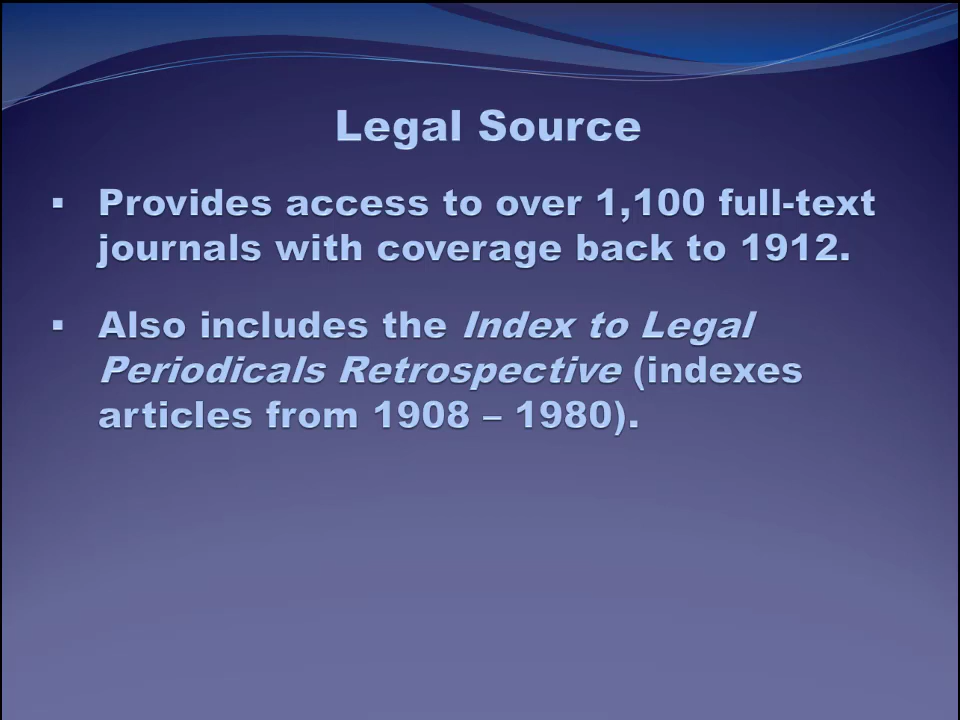 Legal Source
▪ Provides access to over 1,100 full-text
journals with coverage back to 1912.
▪ Also includes the Index to Legal
Periodicals Retrospective (indexes
articles from 1908 – 1980).